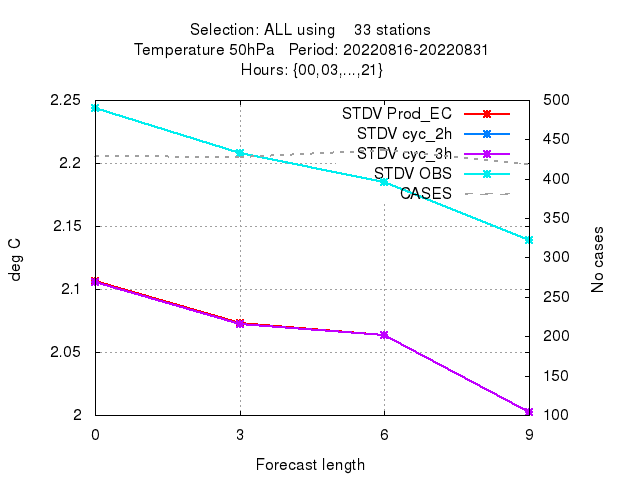 Selection: ALL using    33 stations
Temperature 50hPa   Period: 20220816-20220831
Hours: {00,03,...,21}
2.25
2.2
2.15
2.1
2.05
2
deg C
STDV Prod_EC
STDV cyc_2h
STDV cyc_3h
STDV OBS
CASES
500
450
400
350
300
250
200
150
100
No cases
0 3 6 9
Forecast length